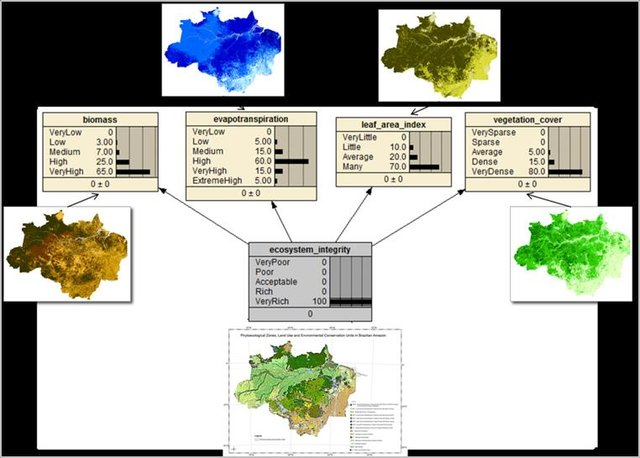 biomass
VeryLow 0
Low 3.00
Medium 7.00
High 25.0
VeryHigh 65.0
0 ± 0
evapotranspiration
VeryLow 0
Low 5.00
Medium 15.0
High 60.0
VeryHigh 15.0
ExtremeHigh 5.00
0 ± 0
leaf_area_index
VeryLittle 0
Little 10.0
Average 20.0
Many 70.0
0 ± 0
vegetation_cover
VerySparse 0
Sparse 0
Average 5.00
Dense 15.0
VeryDense 80.0
0 ± 0
ecosystem_integrity
VeryPoor 0
Poor 0
Acceptable 0
Rich 0
VeryRich 100
0
Phytoecological Zones, Land Use and Environmental Conservation Units in Brazilian Amazon